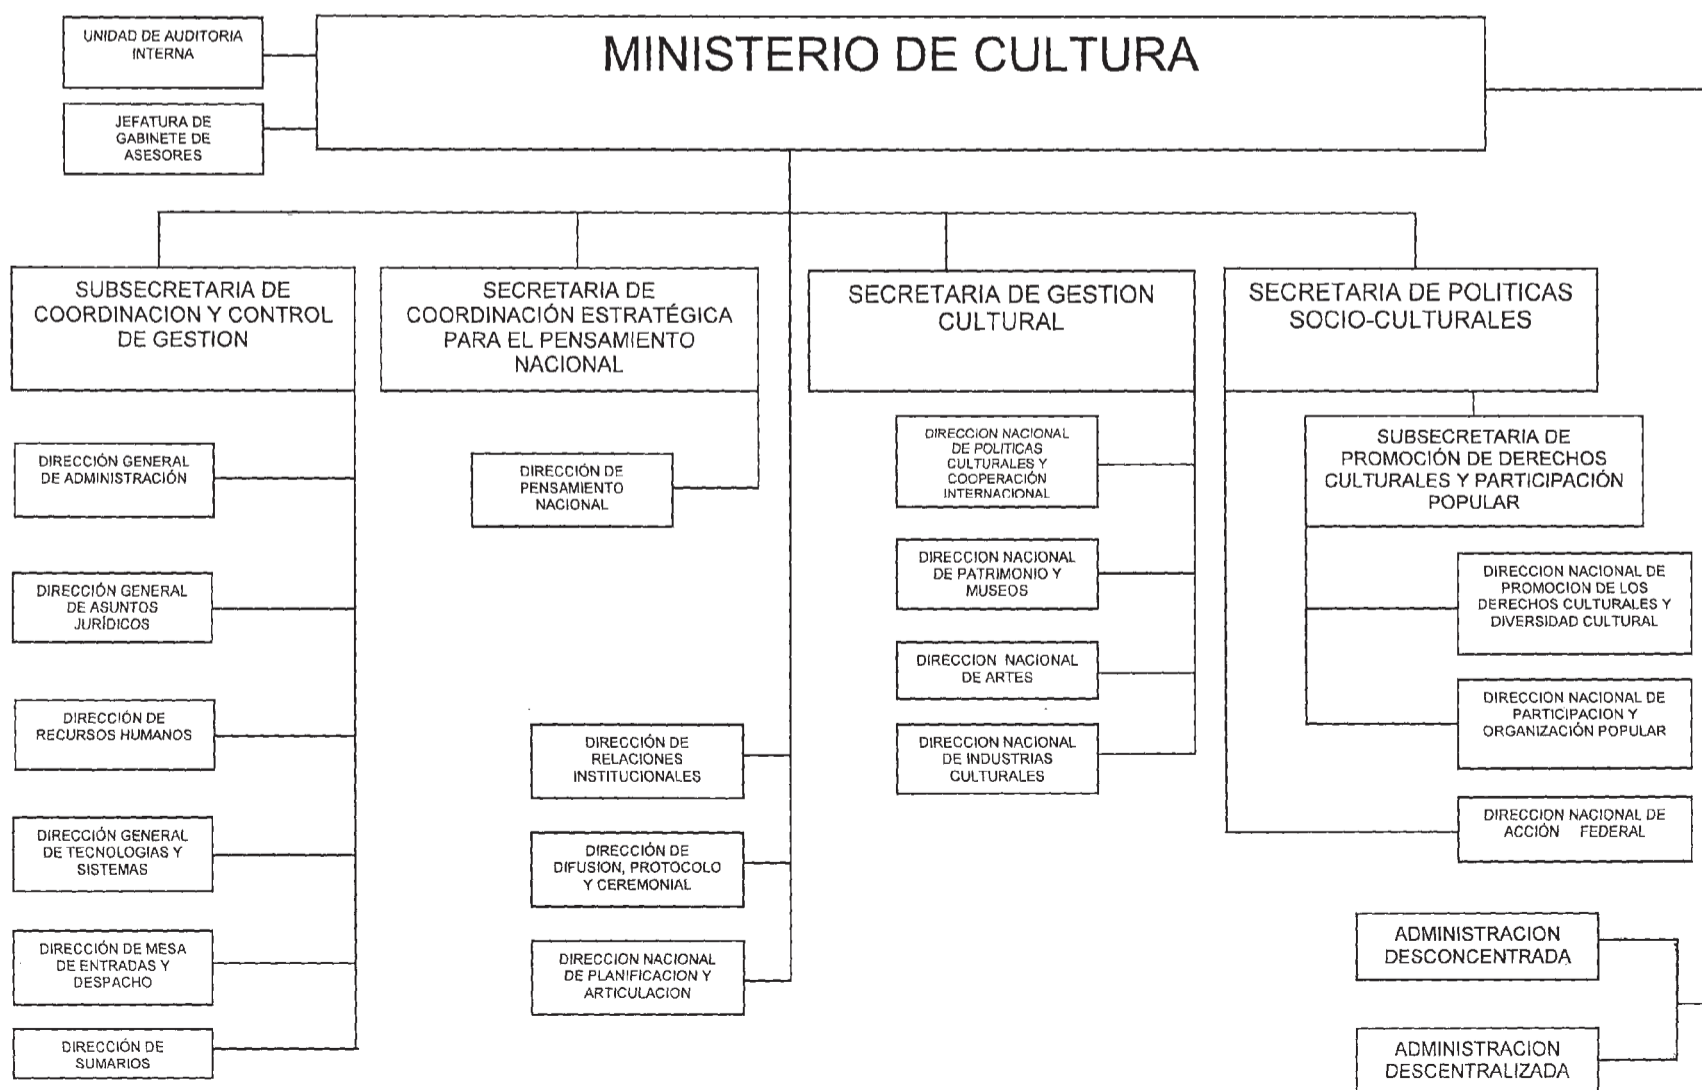 UNIDAD DE AUDITORIA
INTERNA
MINISTERIO DE CULTURA
JEFATURA DE
GABINETE DE
ASESORES
SUBSECRETARIA DE
COORDINACION Y CONTROL
DE GESTION
DIRECCIÓN GENERAL
DE ADMINISTRACIÓN
DIRECCIÓN GENERAL
DE ASUNTOS
JURÍDICOS
DIRECCIÓN DE
RECURSOS HUMANOS
DIRECCIÓN GENERAL
DE TECNOLOGIAS Y
SISTEMAS
DIRECCIÓN DE MESA
DE ENTRADAS Y
DESPACHO
DIRECCIÓN DE
SUMARIOS
SECRETARIA DE
COORDINACIÓN ESTRATÉGICA
PARA EL PENSAMIENTO
NACIONAL
DIRECCIÓN DE
PENSAMIENTO
NACIONAL
DIRECCIÓN DE
RELACIONES
INSTITUCIONALES
DIRECCIÓN DE
DIFUSION, PROTOCOLO
Y CEREMONIAL
DIRECCION NACIONAL
DE PLANIFICACION Y
ARTICULACION
SECRETARIA DE GESTION
CULTURAL
DIRECCION NACIONAL
DE POLITICAS
CULTURALES Y
COOPERACIÓN
INTERNACIONAL
DIRECCION NACIONAL
DE PATRIMONIO Y
MUSEOS
DIRECCION NACIONAL
DE ARTES
DIRECCION NACIONAL
DE INDUSTRIAS
CULTURALES
SECRETARIA DE POLITICAS
SOCIO-CULTURALES
SUBSECRETARIA DE
PROMOCIÓN DE DERECHOS
CULTURALES Y PARTICIPACIÓN
POPULAR
DIRECCION NACIONAL DE
PROMOCION DE LOS
DERECHOS CULTURALES Y
DIVERSIDAD CULTURAL
DIRECCION NACIONAL DE
PARTICIPACION Y
ORGANIZACIÓN POPULAR
DIRECCION NACIONAL DE
ACCIÓN FEDERAL
ADMINISTRACION
DESCONCENTRADA
ADMINISTRACION
DESCENTRALIZADA